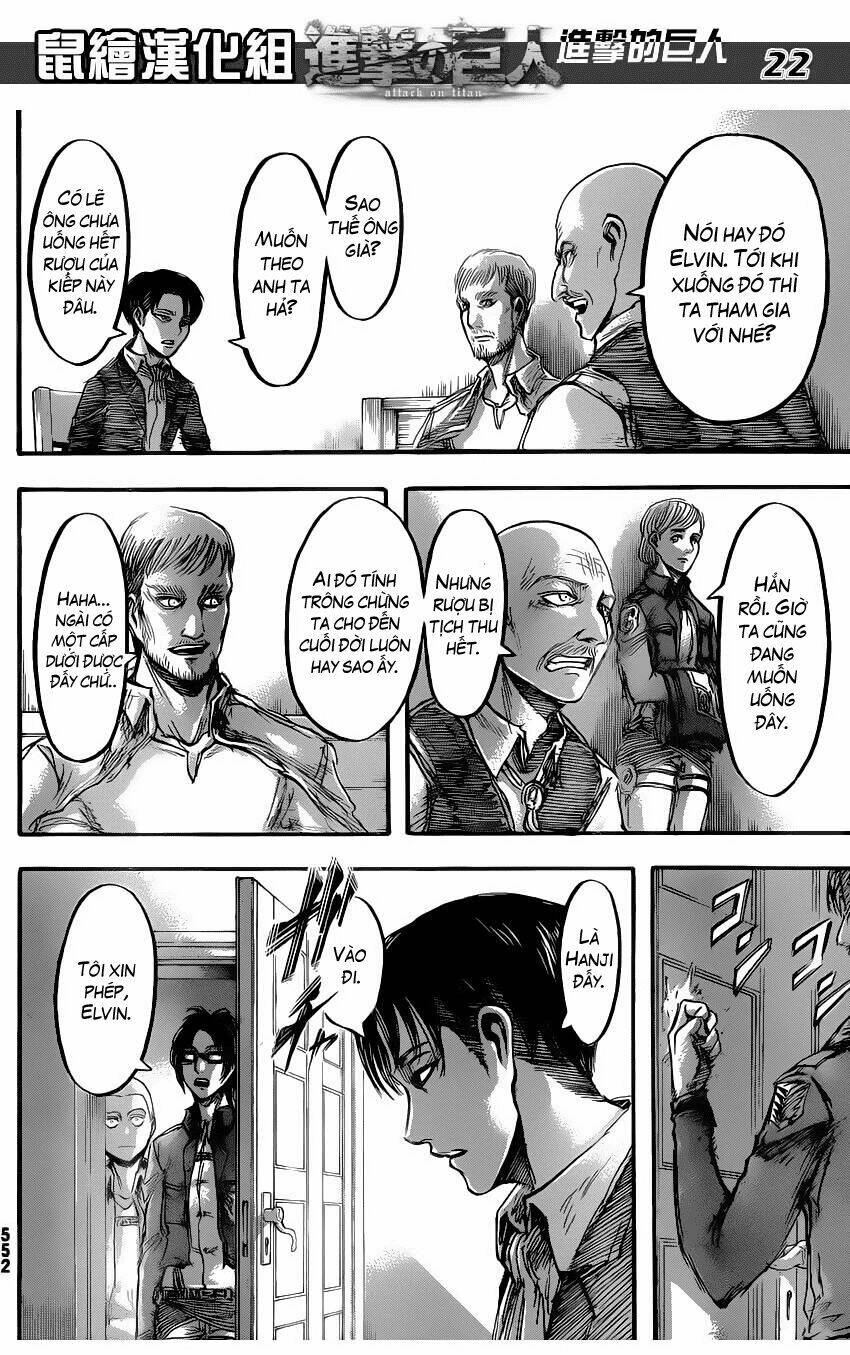 鼠繪漢化組
進撃の巨人
attack on titan
進擊的巨人
22
NÓI HAY ĐÓ
ELVIN. TỚI KHI
XUỐNG ĐÓ THÌ
TA THAM GIA
VỚI NHÉ?
SAO
THẾ ÔNG
GIÀ?
MUỐN
THEO
ANH TA
HẢ?
CÓ LẼ
ÔNG CHƯA
UỐNG HẾT
RƯỢU CỦA
KIẾP NÀY
ĐÂU.
HẲN
RỒI. GIỜ
TA CŨNG
ĐANG
MUỐN
UỐNG
ĐÂY.
NHƯNG
RƯỢU BỊ
TỊCH THU
HẾT.
AI ĐÓ TÍNH
TRÔNG CHỪNG
TA CHO ĐẾN
CUỐI ĐỜI LUÔN
HAY SAO ẤY.
HAHA...
NGÀI CÓ
MỘT CẤP
DƯỚI ĐƯỢC
ĐẤY CHỨ..
コン
コン
LÀ
HANJI
ĐẤY.
VÀO
ĐI.
TÔI XIN
PHÉP,
ELVIN.
552